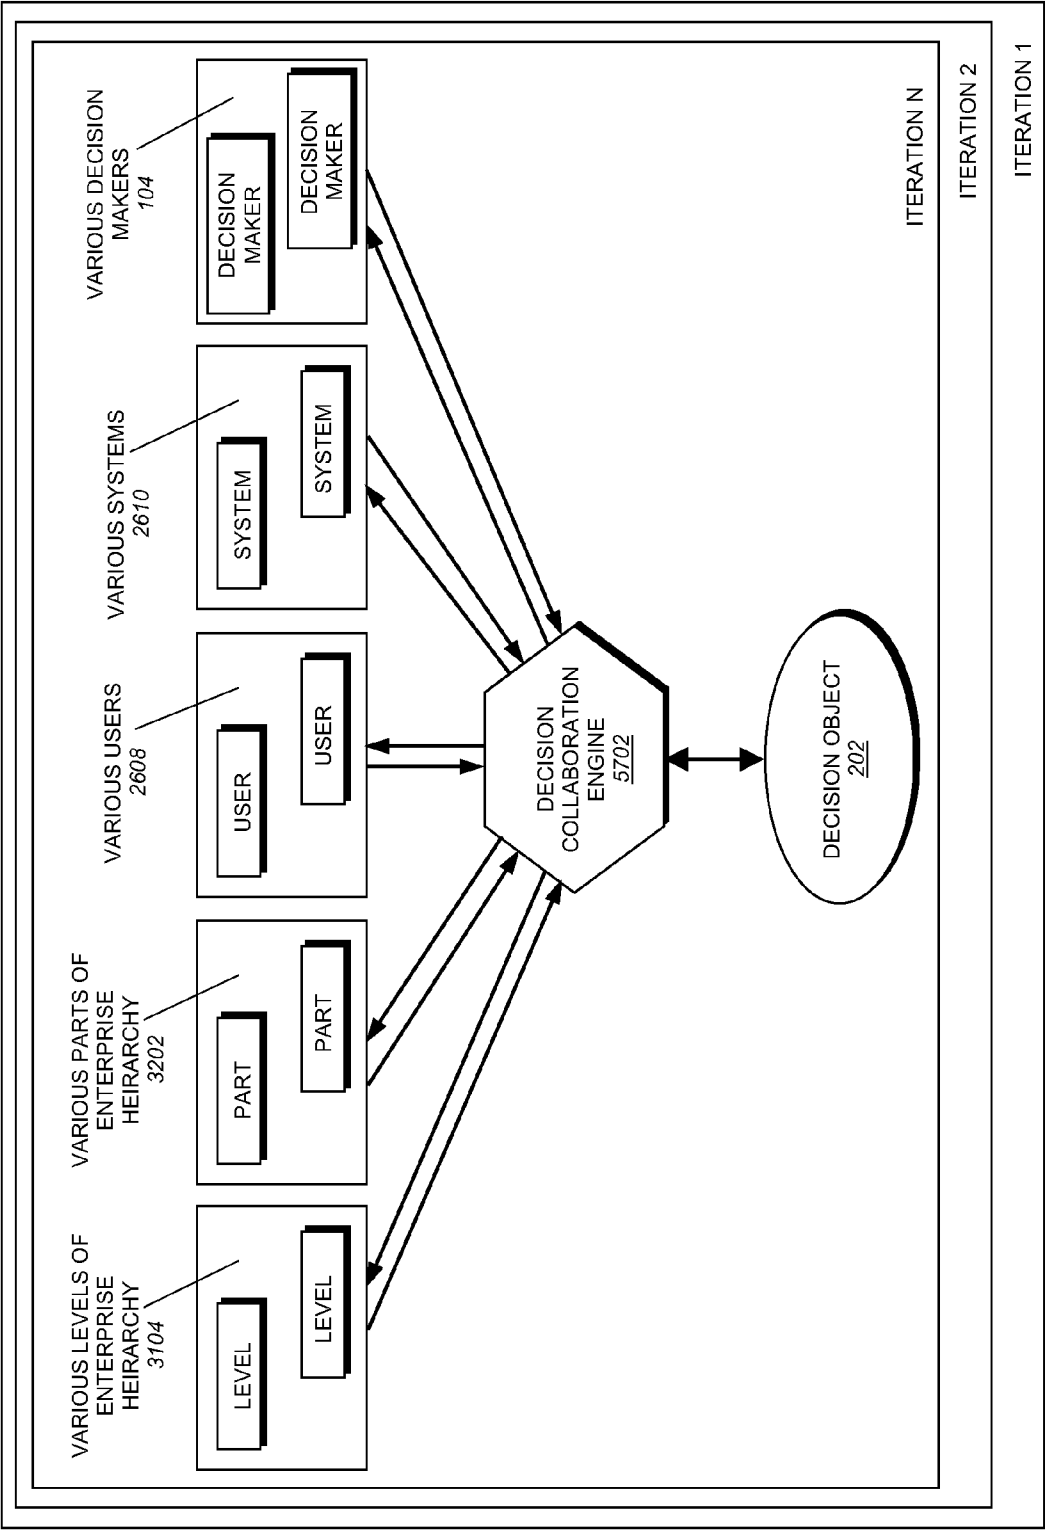 VARIOUS LEVELS OF
ENTERPRISE
HEIRARCHY
3104
VARIOUS PARTS OF
ENTERPRISE
HEIRARCHY
3202
VARIOUS USERS
2608
VARIOUS SYSTEMS
2610
VARIOUS DECISION
MAKERS
104
LEVEL
LEVEL
PART
PART
USER
USER
SYSTEM
SYSTEM
DECISION
MAKER
DECISION
MAKER
DECISION
COLLABORATION
ENGINE
5702
DECISION OBJECT
202
ITERATION N
ITERATION 2
ITERATION 1